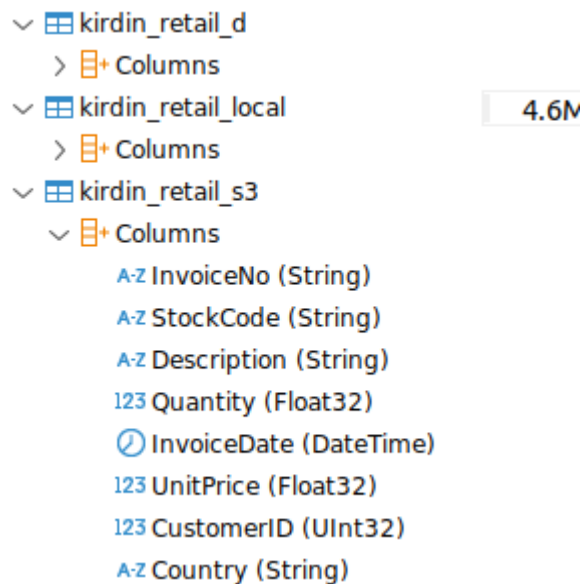 kirdin_retail_d
Columns
kirdin_retail_local 4.6M
Columns
kirdin_retail_s3
Columns
A-Z InvoiceNo (String)
A-Z StockCode (String)
A-Z Description (String)
123 Quantity (Float32)
InvoiceDate (DateTime)
123 UnitPrice (Float32)
123 CustomerID (UInt32)
A-Z Country (String)